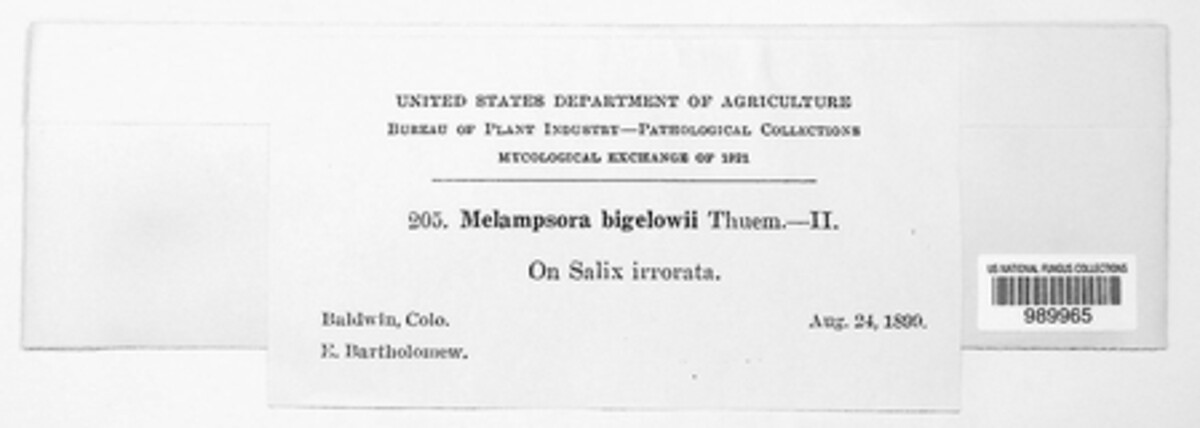 UNITED STATES DEPARTMENT OF AGRICULTURE
BUREAU OF PLANT INDUSTRY—PATHOLOGICAL COLLECTIONS
MYCOLOGICAL EXCHANGE OF 1921
205. Melampsora bigelowii Thuem.—II.
On Salix irrorata.
Baldwin, Colo.
Aug. 24, 1899.
E. Bartholomew.
US NATIONAL FUNGUS COLLECTIONS
989965